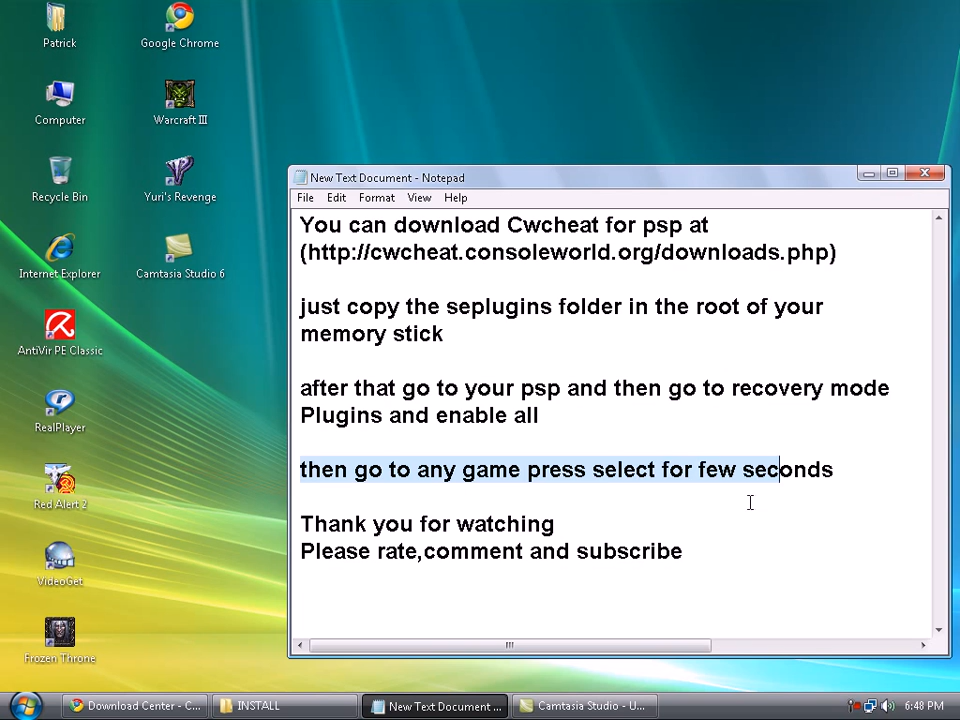 Patrick
Google Chrome
Computer
Warcraft III
Recycle Bin
Yuri's Revenge
Internet Explorer
Camtasia Studio 6
AntiVir PE Classic
RealPlayer
Red Alert 2
VideoGet
Frozen Throne
New Text Document - Notepad
File Edit Format View Help
You can download Cwcheat for psp at
(http://cwcheat.consoleworld.org/downloads.php)
just copy the seplugins folder in the root of your
memory stick
after that go to your psp and then go to recovery mode
Plugins and enable all
then go to any game press select for few seconds
Thank you for watching
Please rate,comment and subscribe
Download Center - C...
INSTALL
New Text Document ...
Camtasia Studio - U...
6:48 PM